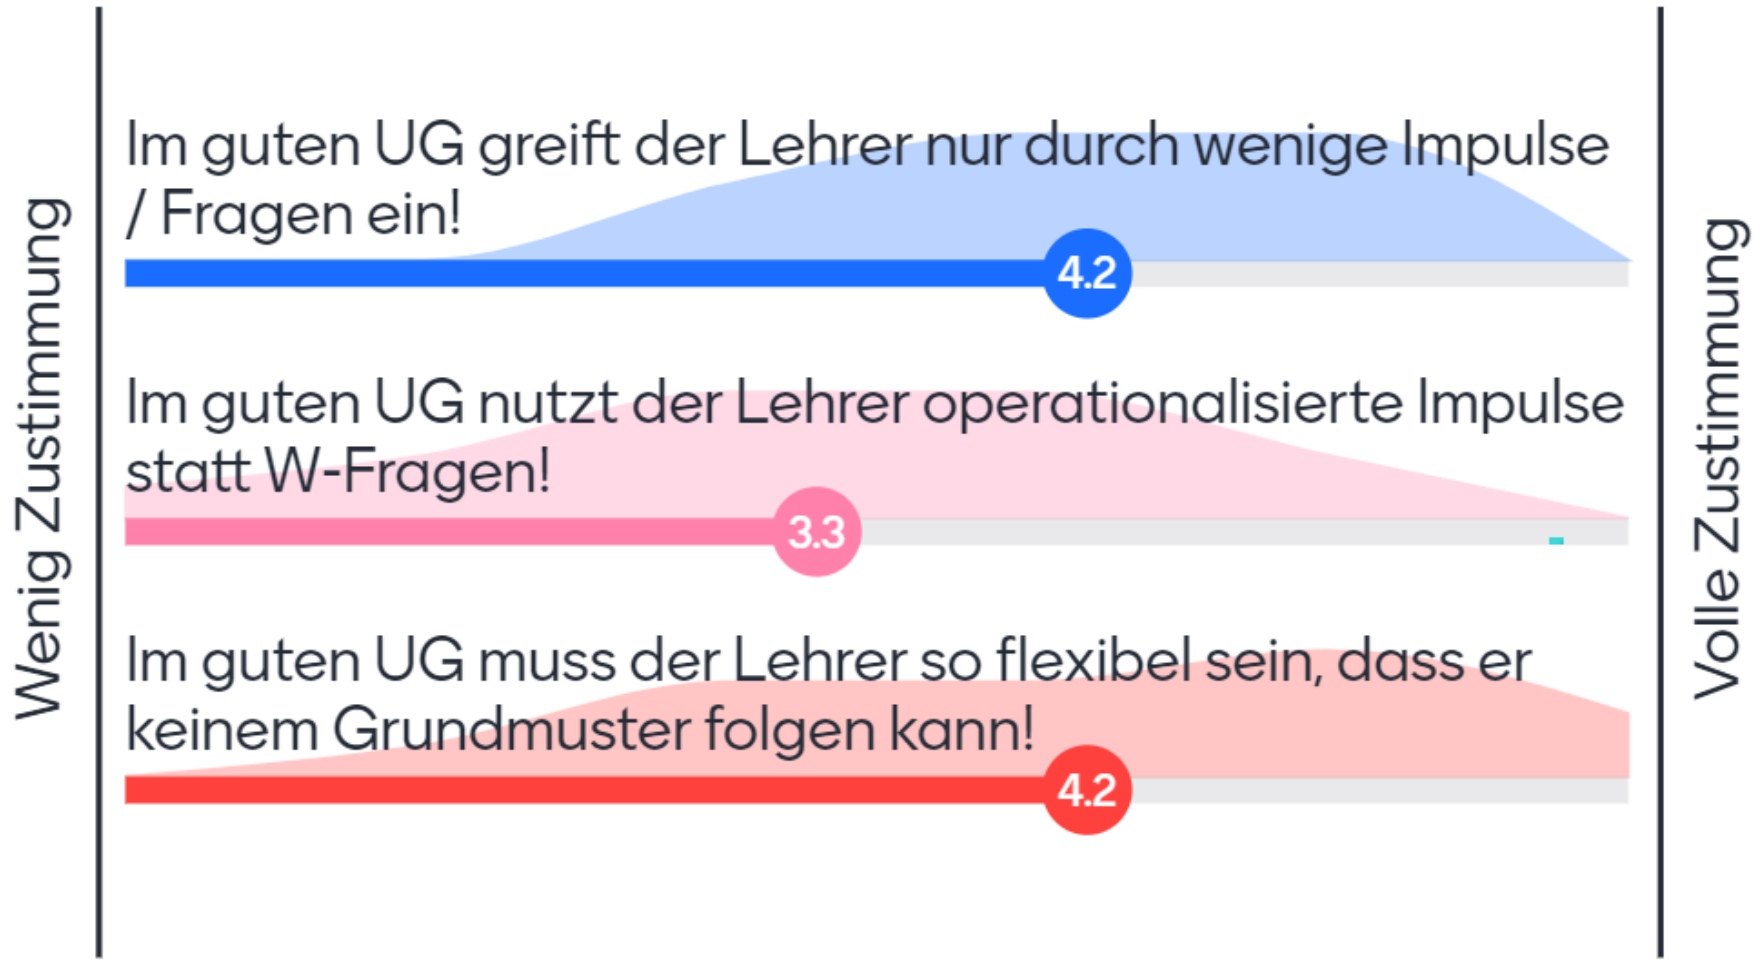 Wenig Zustimmung
Im guten UG greift der Lehrer nur durch wenige Impulse
/ Fragen ein!
4.2
Im guten UG nutzt der Lehrer operationalisierte Impulse
statt W-Fragen!
3.3
Im guten UG muss der Lehrer so flexibel sein, dass er
keinem Grundmuster folgen kann!
4.2
Volle Zustimmung